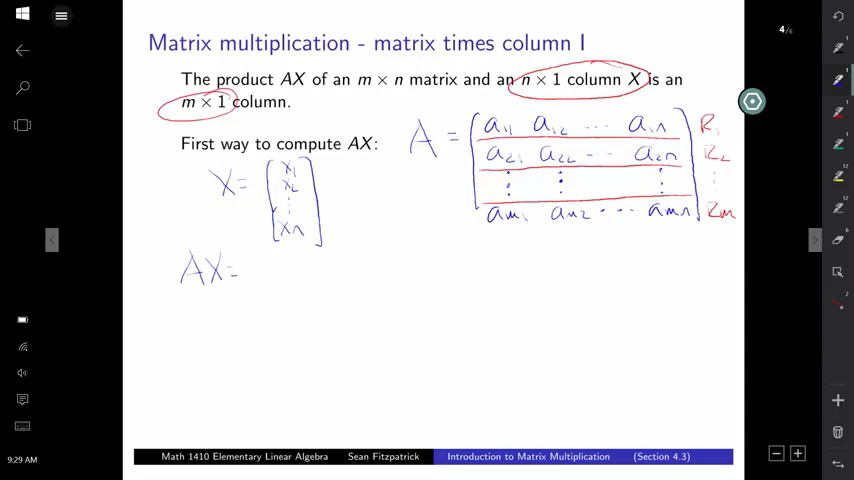 4/6
Matrix multiplication - matrix times column I
The product AX of an m × n matrix and an n × 1 column X is an
m × 1 column.
First way to compute AX:
A = [ a11 a12 ... a1n ] R1
[ a21 a22 ... a2n ] R2
[ ⋮ ⋮ ⋮ ] ⋮
[ am1 am2 ... amn ] Rm
X = [ x1
x2
⋮
xn ]
AX =
9:29 AM
Math 1410 Elementary Linear Algebra Sean Fitzpatrick Introduction to Matrix Multiplication (Section 4.3)